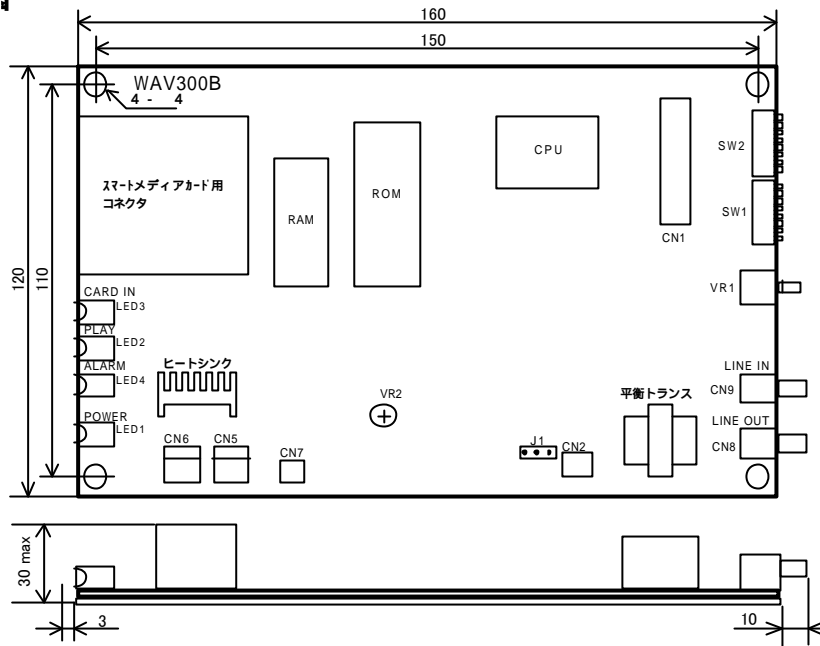 160
150
WAV300B
4 - 4
120
110
スマートメディアカード用
コネクタ
RAM
ROM
CPU
CN1
SW2
SW1
VR1
CARD IN
LED3
PLAY
LED2
ALARM
LED4
POWER
LED1
ヒートシンク
CN6
CN5
CN7
VR2
J1
CN2
平衡トランス
LINE IN
CN9
LINE OUT
CN8
30 max
3
10